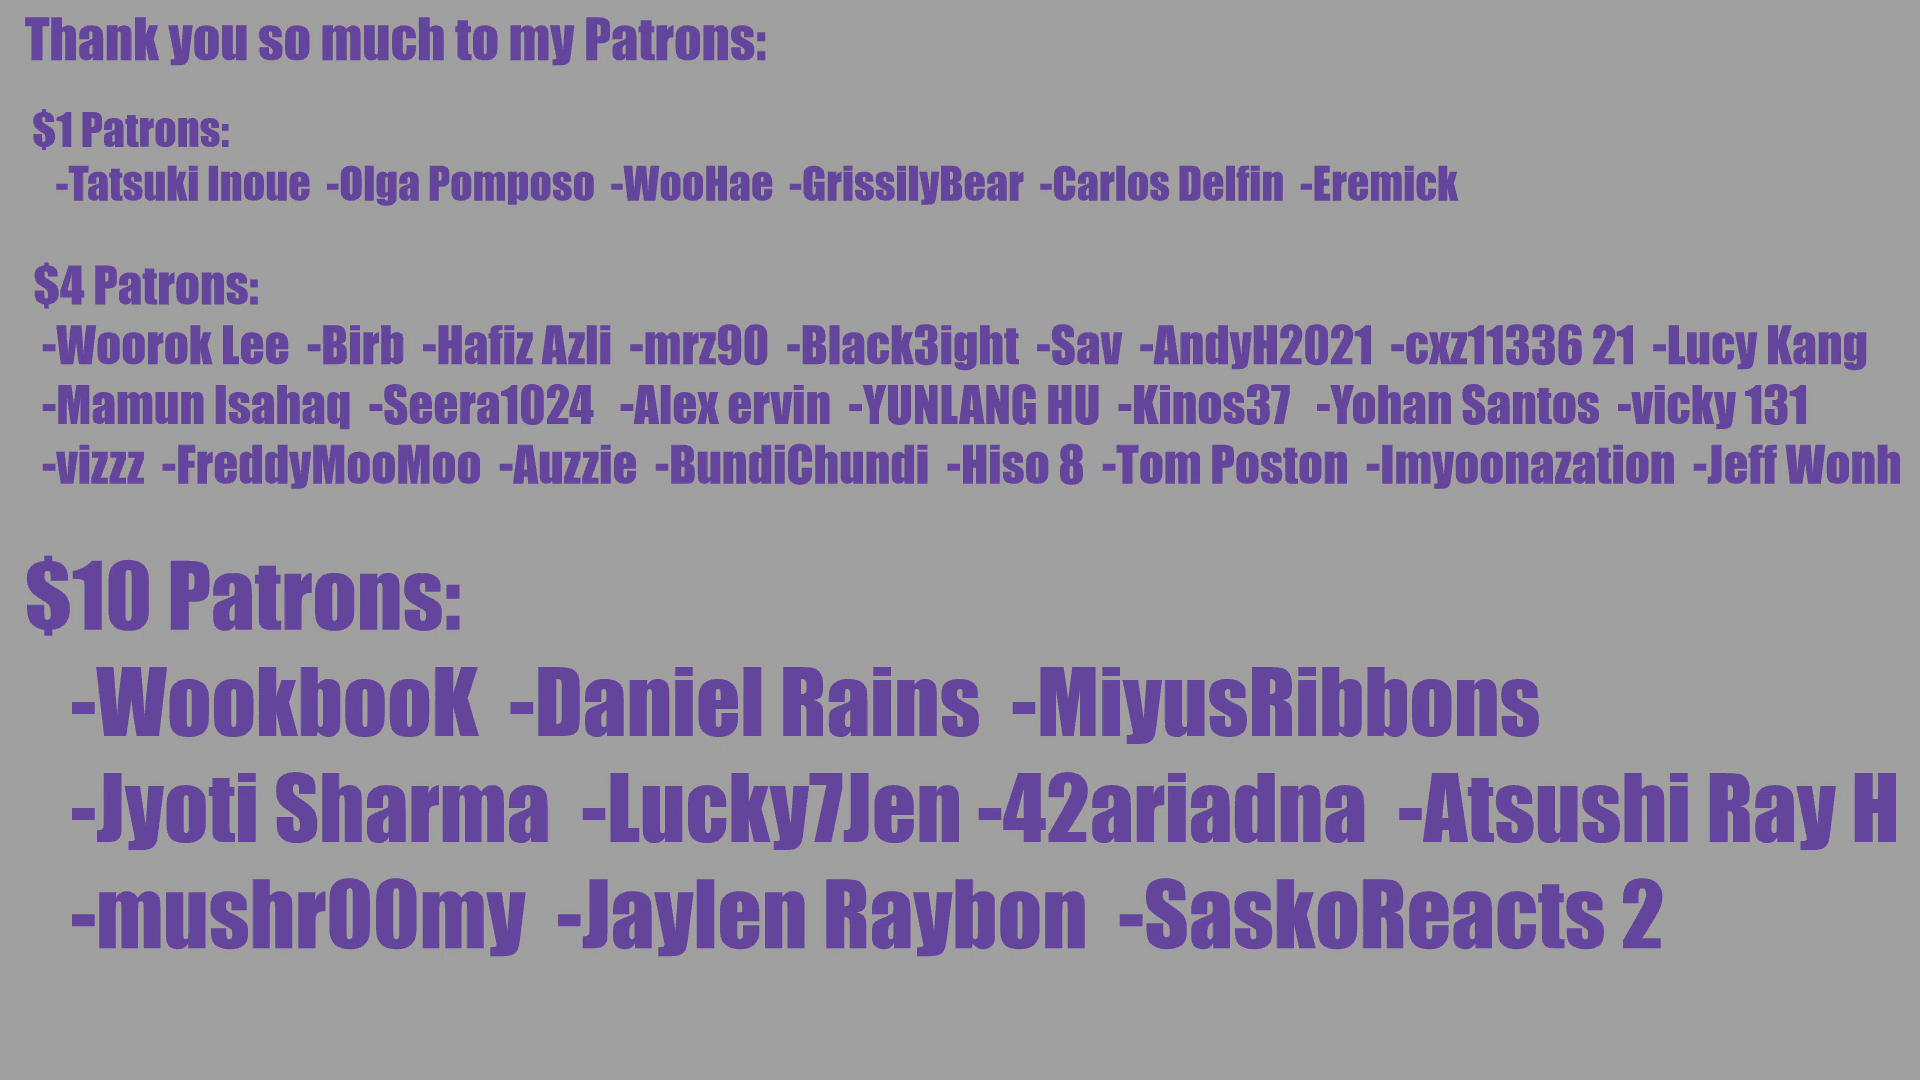 Thank you so much to my Patrons:
$1 Patrons:
-Tatsuki Inoue -Olga Pomposo -WooHae -GrissilyBear -Carlos Delfin -Eremick
$4 Patrons:
-Woorok Lee -Birb -Hafiz Azli -mrz90 -Black3ight -Sav -AndyH2021 -cxz11336 21 -Lucy Kang
-Mamun Isahaq -Seera1024 -Alex ervin -YUNLANG HU -Kinos37 -Yohan Santos -vicky 131
-vizzz -FreddyMooMoo -Auzzie -BundiChundi -Hiso 8 -Tom Poston -Imyoonazation -Jeff Wonh
$10 Patrons:
-WookbooK -Daniel Rains -MiyusRibbons
-Jyoti Sharma -Lucky7Jen -42ariadna -Atsushi Ray H
-mushr00my -Jaylen Raybon -SaskoReacts 2